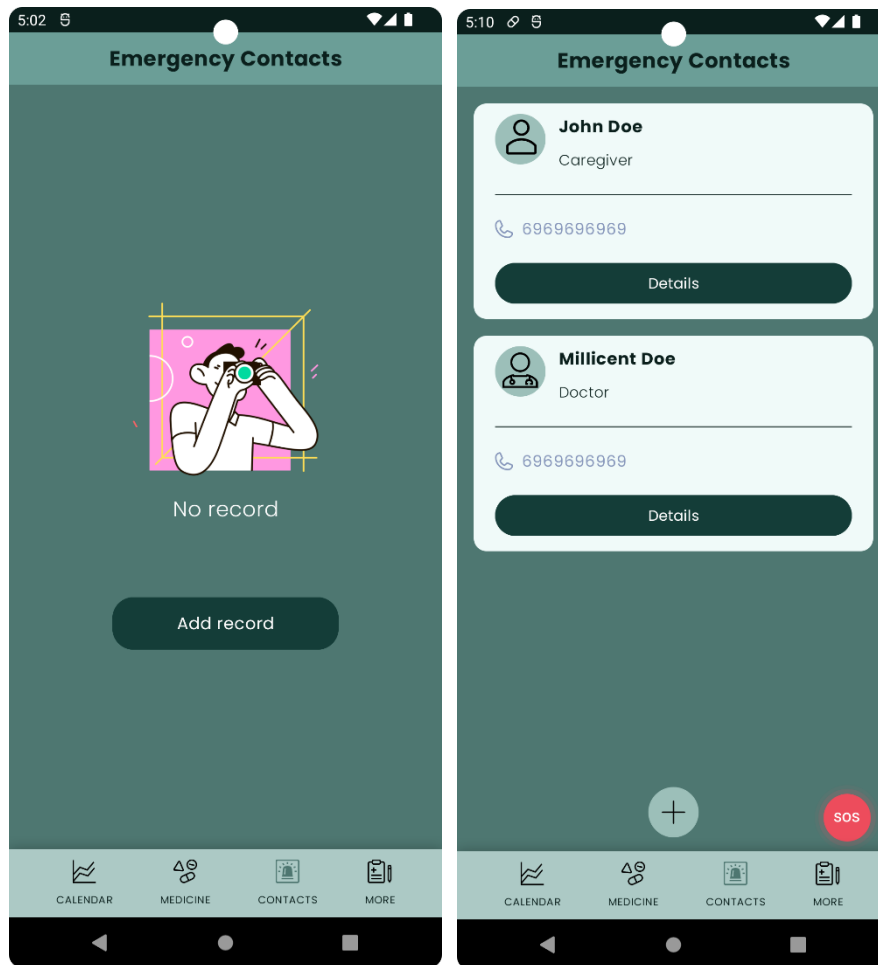 5:02
Emergency Contacts
No record
Add record
CALENDAR
MEDICINE
CONTACTS
MORE
5:10
Emergency Contacts
John Doe
Caregiver
6969696969
Details
Millicent Doe
Doctor
6969696969
Details
SOS
CALENDAR
MEDICINE
CONTACTS
MORE